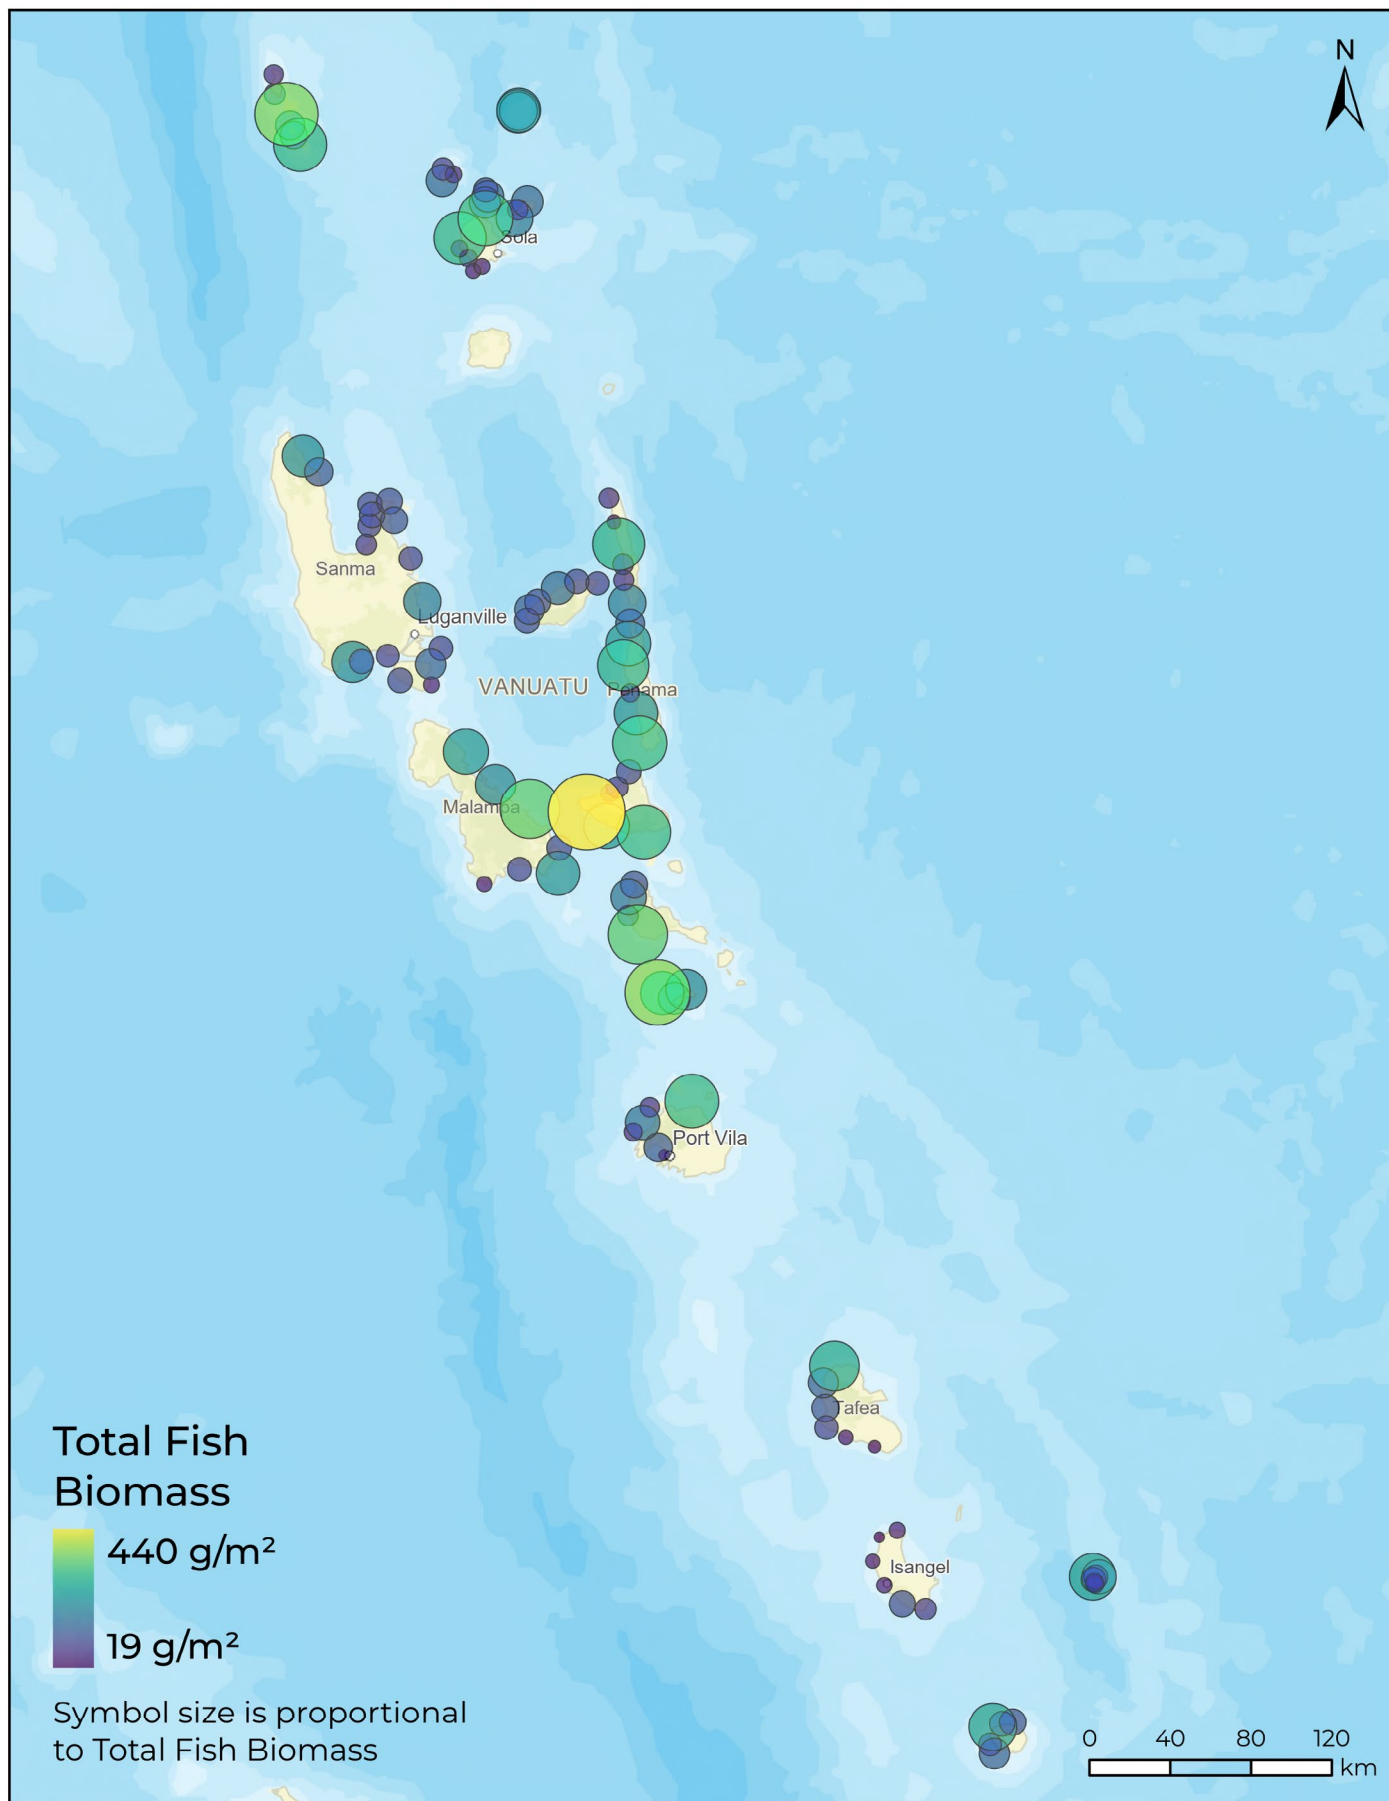 N
Sola
Sanma
Luganville
VANUATU
Penama
Malampa
Port Vila
Tafea
Isangel
Total Fish
Biomass
440 g/m²
19 g/m²
Symbol size is proportional
to Total Fish Biomass
0 40 80 120
km